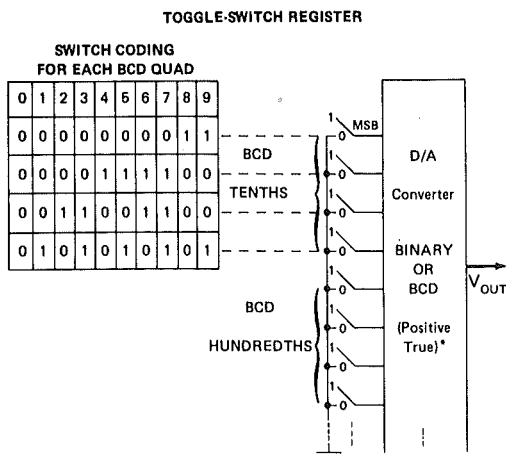 TOGGLE-SWITCH REGISTER
SWITCH CODING
FOR EACH BCD QUAD
0 1 2 3 4 5 6 7 8 9
0 0 0 0 0 0 0 0 1 1
0 0 0 0 1 1 1 1 0 0
0 0 1 1 0 0 1 1 0 0
0 1 0 1 0 1 0 1 0 1
BCD
TENTHS
BCD
HUNDREDTHS
1
0
MSB
1
0
1
0
1
0
1
0
1
0
1
0
1
0
D/A
Converter
BINARY
OR
BCD
(Positive
True)*
VOUT